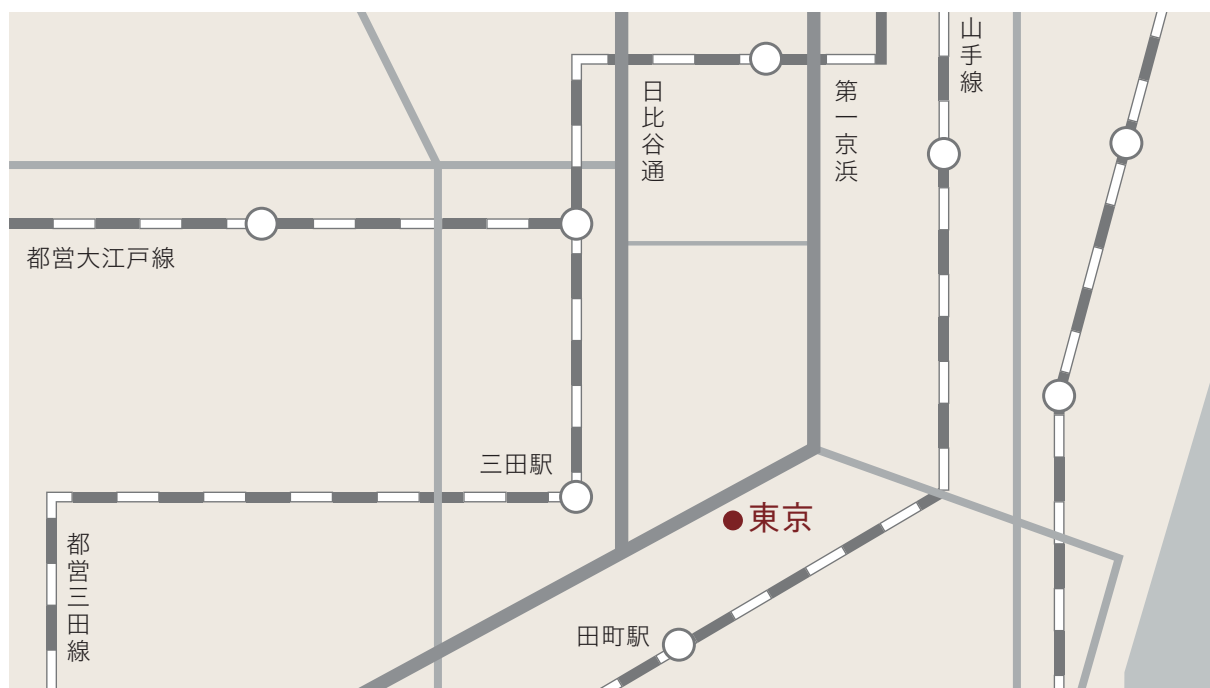 山手線
日比谷通
第一京浜
都営大江戸線
三田駅
東京
都営三田線
田町駅